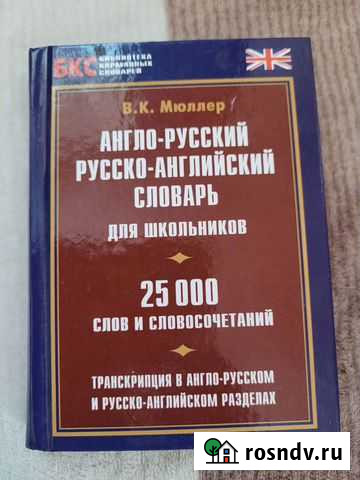 БКС
БИБЛИОТЕКА
КАРМАННЫХ
СЛОВАРЕЙ
В.К. Мюллер
АНГЛО-РУССКИЙ
РУССКО-АНГЛИЙСКИЙ
СЛОВАРЬ
ДЛЯ ШКОЛЬНИКОВ
25 000
СЛОВ И СЛОВОСОЧЕТАНИЙ
ТРАНСКРИПЦИЯ В АНГЛО-РУССКОМ
И РУССКО-АНГЛИЙСКОМ РАЗДЕЛАХ
rosndv.ru